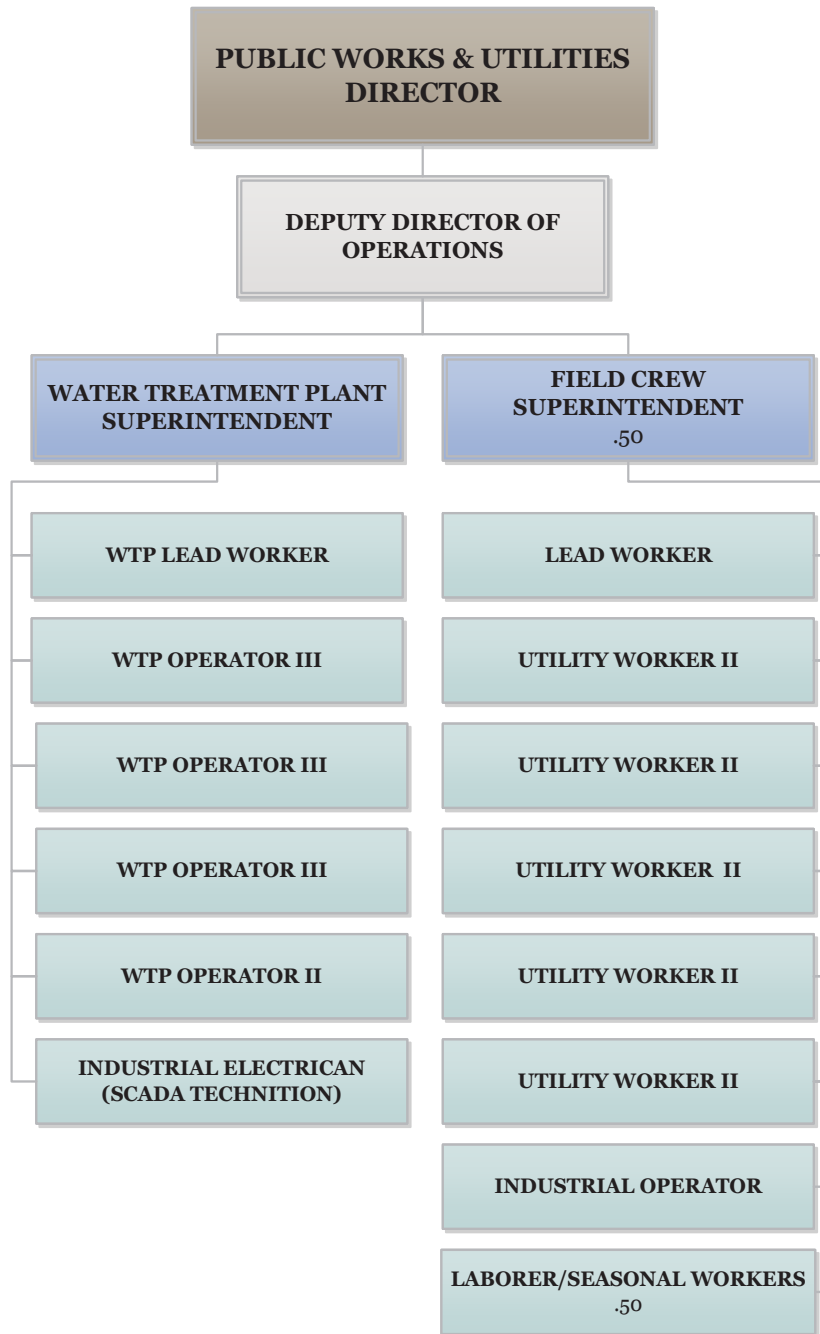 PUBLIC WORKS & UTILITIES
DIRECTOR
DEPUTY DIRECTOR OF
OPERATIONS
WATER TREATMENT PLANT
SUPERINTENDENT
FIELD CREW
SUPERINTENDENT
.50
WTP LEAD WORKER
WTP OPERATOR III
WTP OPERATOR III
WTP OPERATOR III
WTP OPERATOR II
INDUSTRIAL ELECTRICAN
(SCADA TECHNITION)
LEAD WORKER
UTILITY WORKER II
UTILITY WORKER II
UTILITY WORKER II
UTILITY WORKER II
UTILITY WORKER II
INDUSTRIAL OPERATOR
LABORER/SEASONAL WORKERS
.50